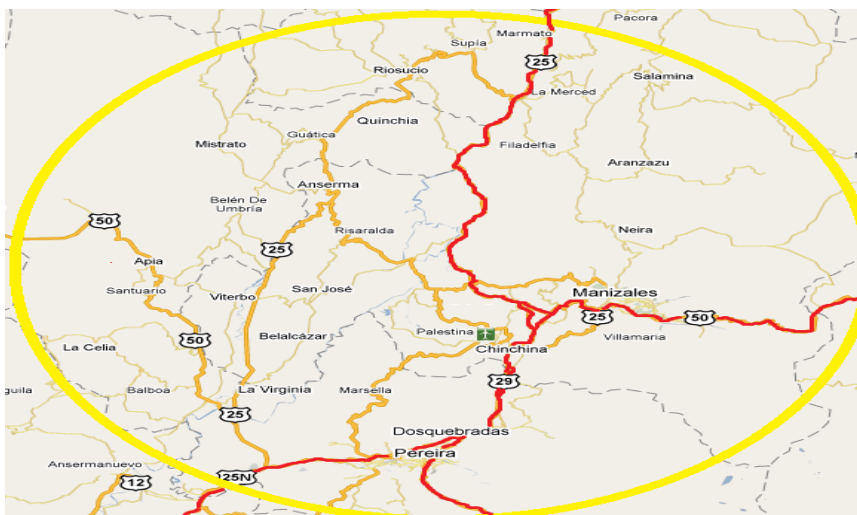 Pacora
Marmato
Supía
25
Riosucio
Salamina
La Merced
Quinchia
Guática
Filadelfia
Mistrato
Aranzazu
Anserma
Belén De
Umbría
50
Risaralda
Neira
25
Apia
Santuario
San José
Viterbo
Manizales
25
50
Palestina
Belalcázar
Villamaria
50
La Celia
Chinchina
29
Balboa
La Virginia
Marsella
25
Dosquebradas
Pereira
Ansermanuevo
25N
12